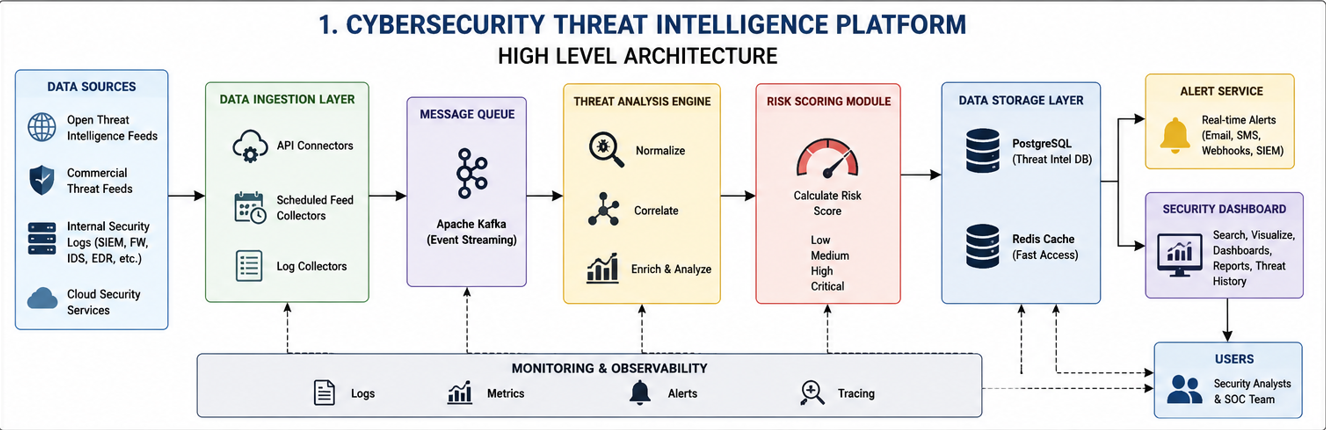 1. CYBERSECURITY THREAT INTELLIGENCE PLATFORM
HIGH LEVEL ARCHITECTURE
DATA SOURCES
Open Threat
Intelligence Feeds
Commercial
Threat Feeds
Internal Security
Logs (SIEM, FW,
IDS, EDR, etc.)
Cloud Security
Services
DATA INGESTION LAYER
API Connectors
Scheduled Feed
Collectors
Log Collectors
MESSAGE QUEUE
Apache Kafka
(Event Streaming)
THREAT ANALYSIS ENGINE
Normalize
Correlate
Enrich & Analyze
RISK SCORING MODULE
Calculate Risk
Score
Low
Medium
High
Critical
DATA STORAGE LAYER
PostgreSQL
(Threat Intel DB)
Redis Cache
(Fast Access)
ALERT SERVICE
Real-time Alerts
(Email, SMS,
Webhooks, SIEM)
SECURITY DASHBOARD
Search, Visualize,
Dashboards,
Reports, Threat
History
USERS
Security Analysts
& SOC Team
MONITORING & OBSERVABILITY
Logs
Metrics
Alerts
Tracing